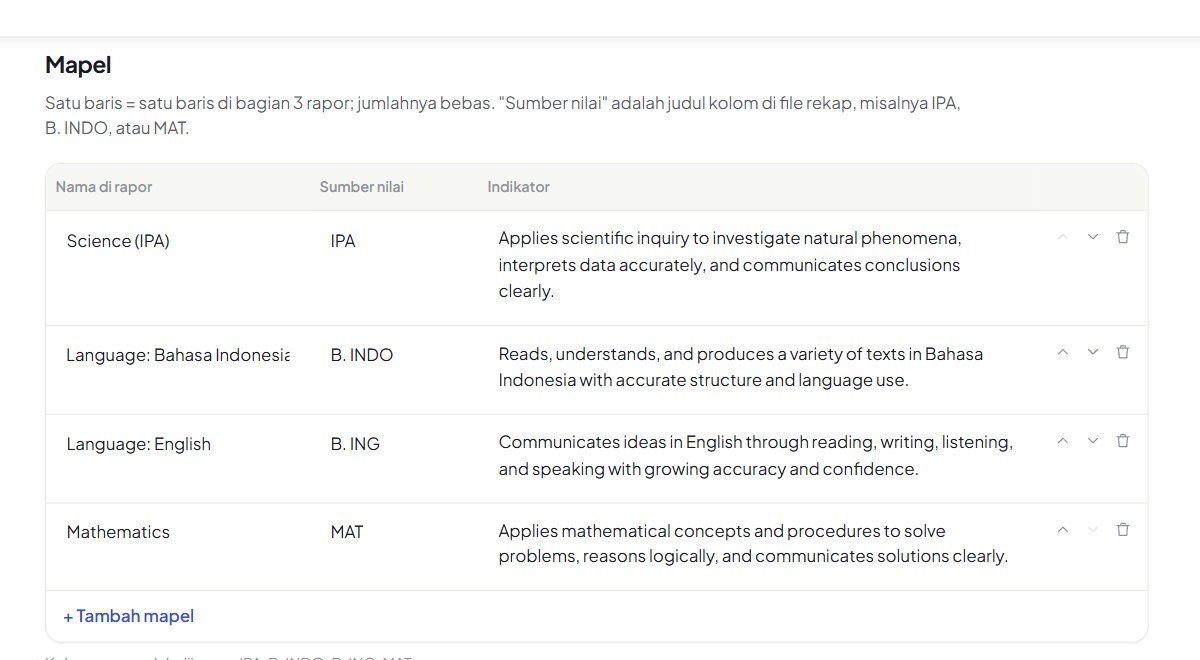 Mapel
Satu baris = satu baris di bagian 3 rapor; jumlahnya bebas. "Sumber nilai" adalah judul kolom di file rekap, misalnya IPA,
B. INDO, atau MAT.
Nama di rapor Sumber nilai Indikator
Science (IPA) IPA Applies scientific inquiry to investigate natural phenomena,
interprets data accurately, and communicates conclusions
clearly.
Language: Bahasa Indonesia B. INDO Reads, understands, and produces a variety of texts in Bahasa
Indonesia with accurate structure and language use.
Language: English B. ING Communicates ideas in English through reading, writing, listening,
and speaking with growing accuracy and confidence.
Mathematics MAT Applies mathematical concepts and procedures to solve
problems, reasons logically, and communicates solutions clearly.
+ Tambah mapel